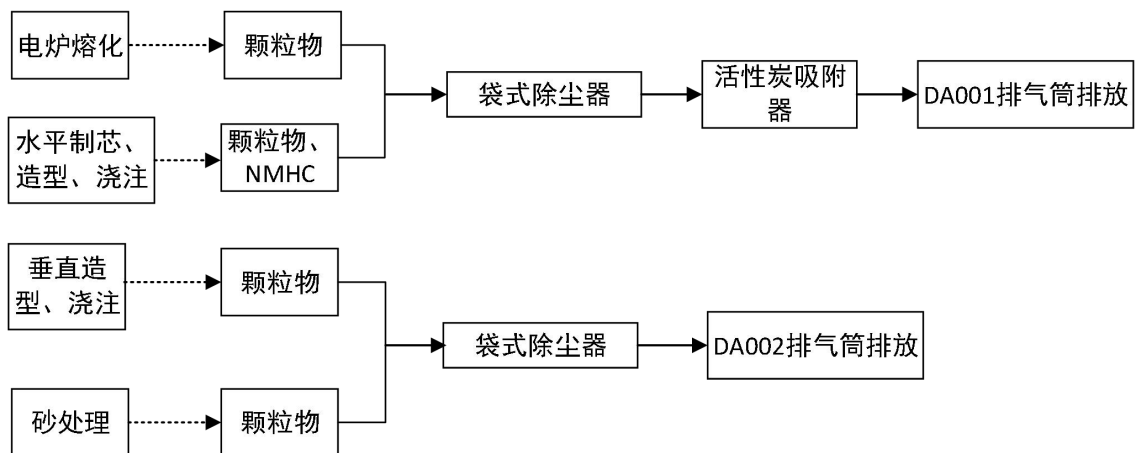 电炉熔化
颗粒物
袋式除尘器
活性炭吸附
器
DA001排气筒排放
水平制芯、
造型、浇注
颗粒物、
NMHC
垂直造
型、浇注
颗粒物
袋式除尘器
DA002排气筒排放
砂处理
颗粒物